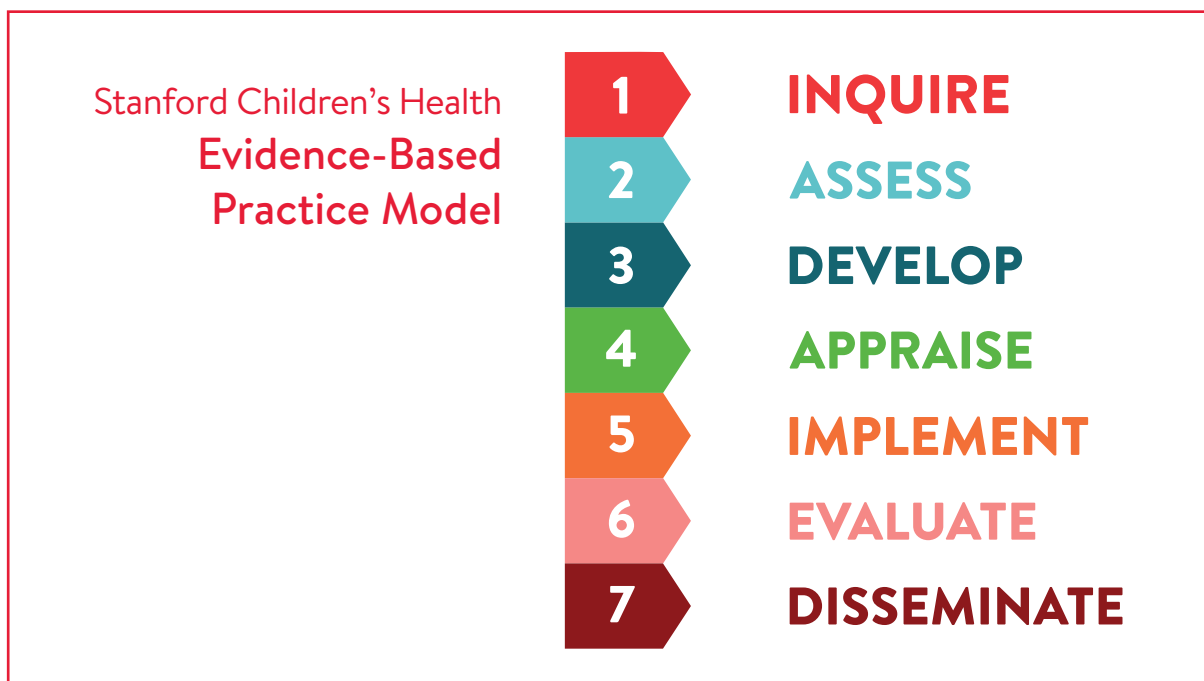 Stanford Children’s Health
Evidence-Based
Practice Model
1 INQUIRE
2 ASSESS
3 DEVELOP
4 APPRAISE
5 IMPLEMENT
6 EVALUATE
7 DISSEMINATE